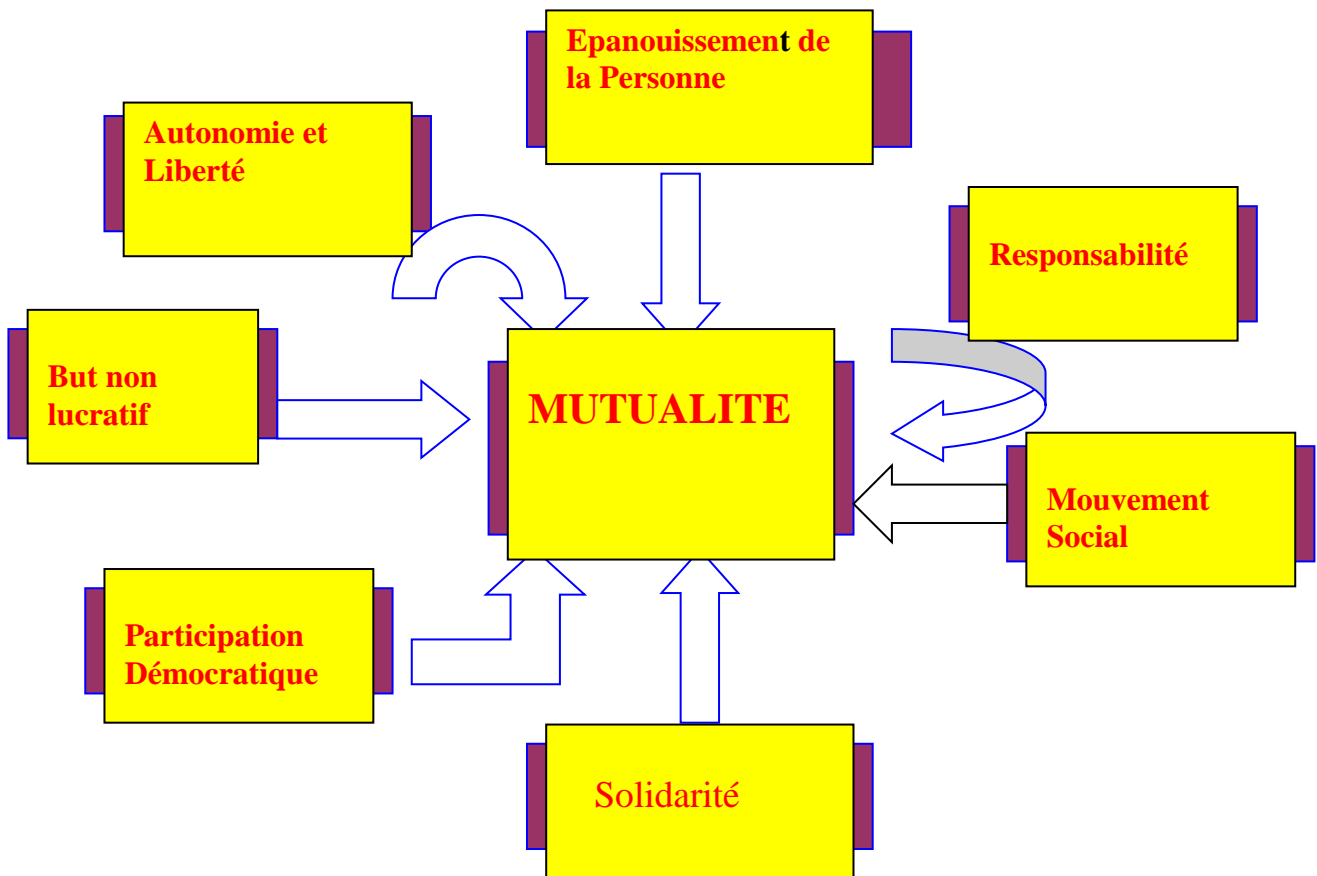 Epanouissement de
la Personne
Autonomie et
Liberté
Responsabilité
But non
lucratif
MUTUALITE
Mouvement
Social
Participation
Démocratique
Solidarité